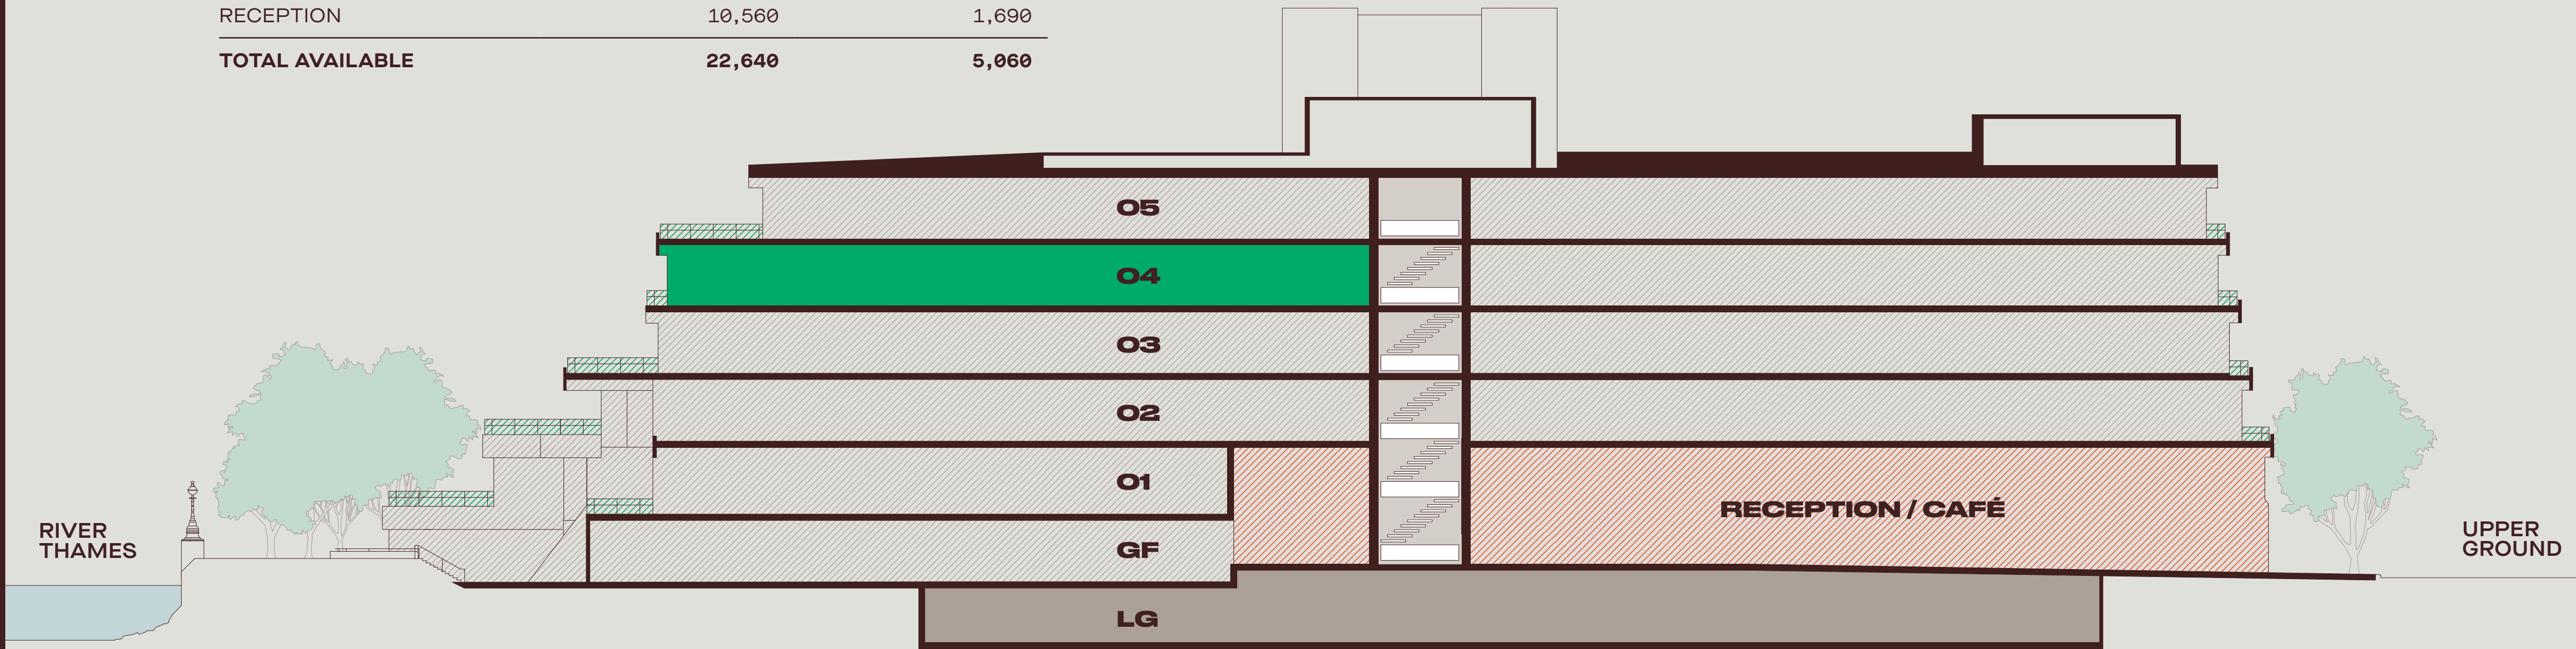 RECEPTION 10,560 1,690
TOTAL AVAILABLE 22,640 5,060
05
04
03
02
01
RECEPTION / CAFÉ
RIVER
THAMES
UPPER
GROUND
GF
LG